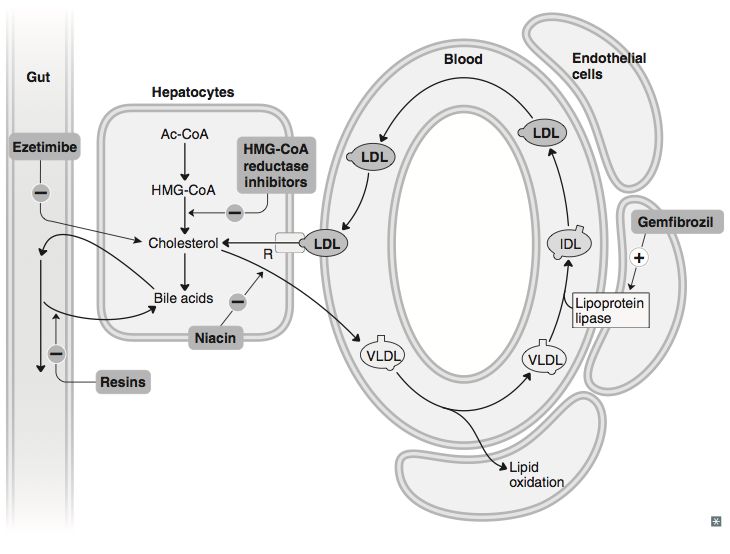 Gut
Hepatocytes
Blood
Endothelial
cells
Ac-CoA
HMG-CoA
Cholesterol
Bile acids
Ezetimibe
–
HMG-CoA
reductase
inhibitors
–
R
LDL
LDL
LDL
IDL
VLDL
VLDL
Niacin
–
Resins
–
Gemfibrozil
+
Lipoprotein
lipase
Lipid
oxidation
*